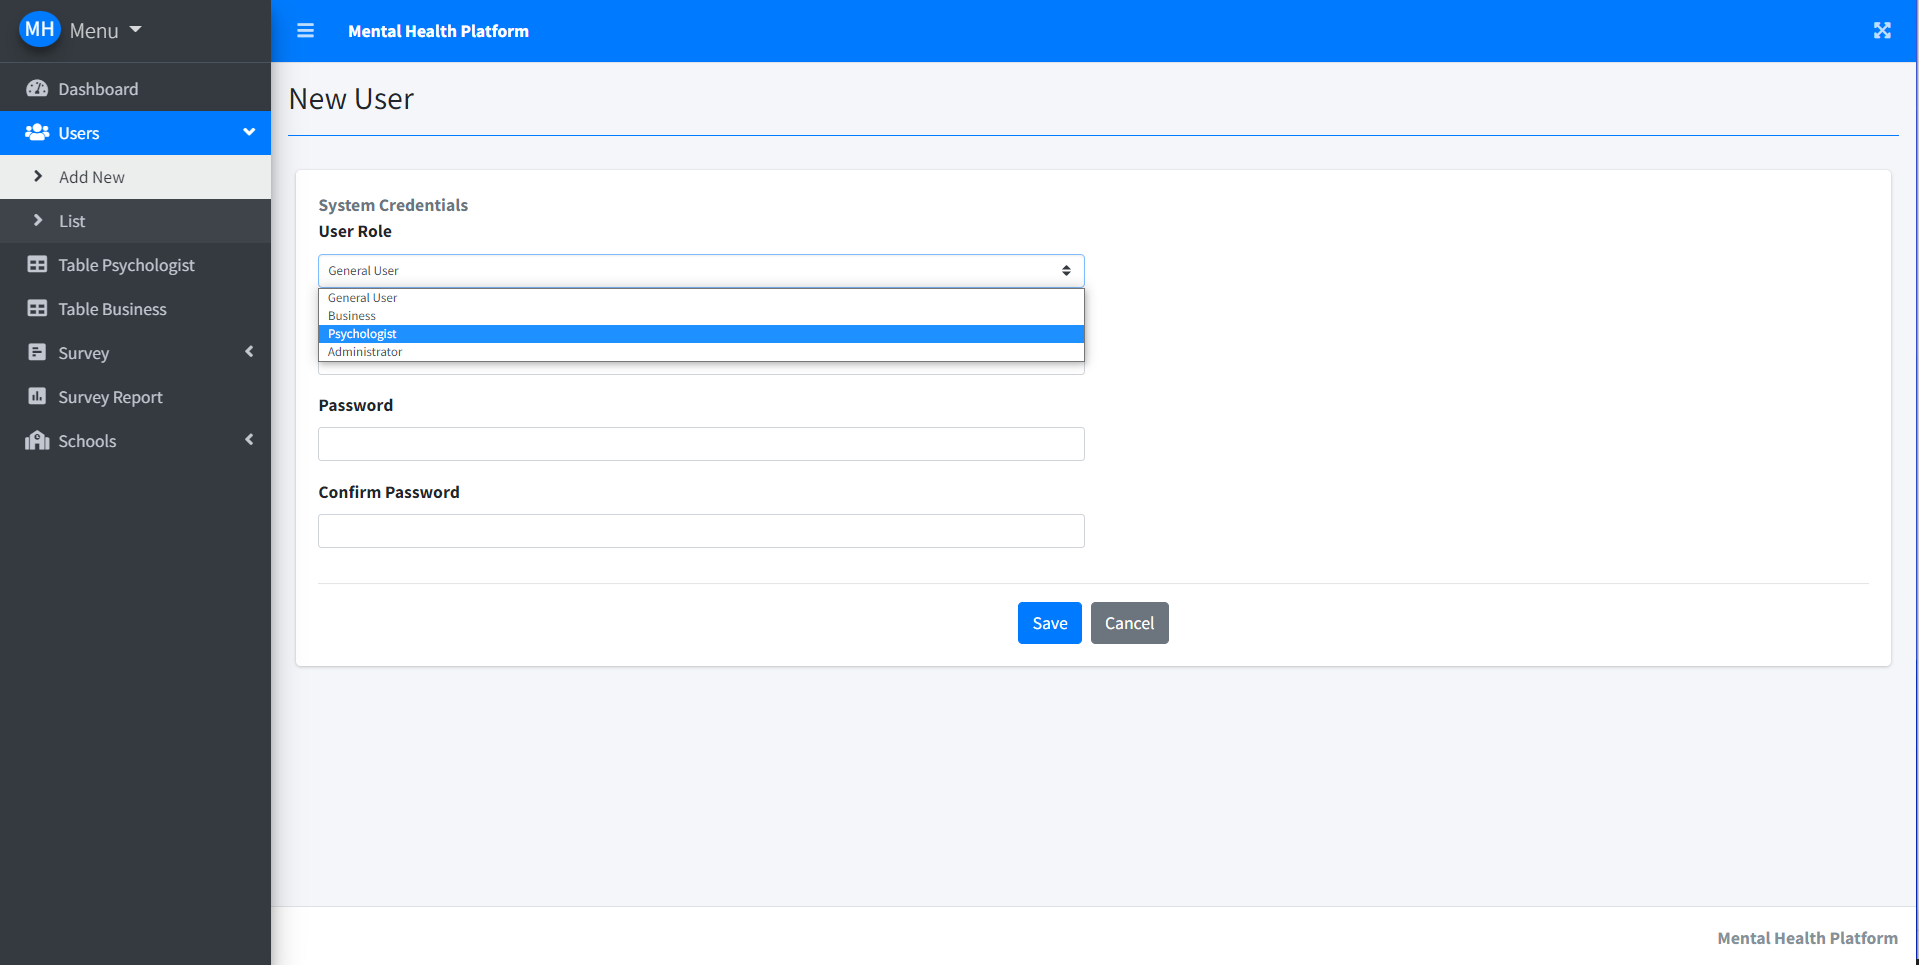 MH Menu
Mental Health Platform
Dashboard
Users
Add New
List
Table Psychologist
Table Business
Survey
Survey Report
Schools
New User
System Credentials
User Role
General User
General User
Business
Psychologist
Administrator
Password
Confirm Password
Save Cancel
Mental Health Platform